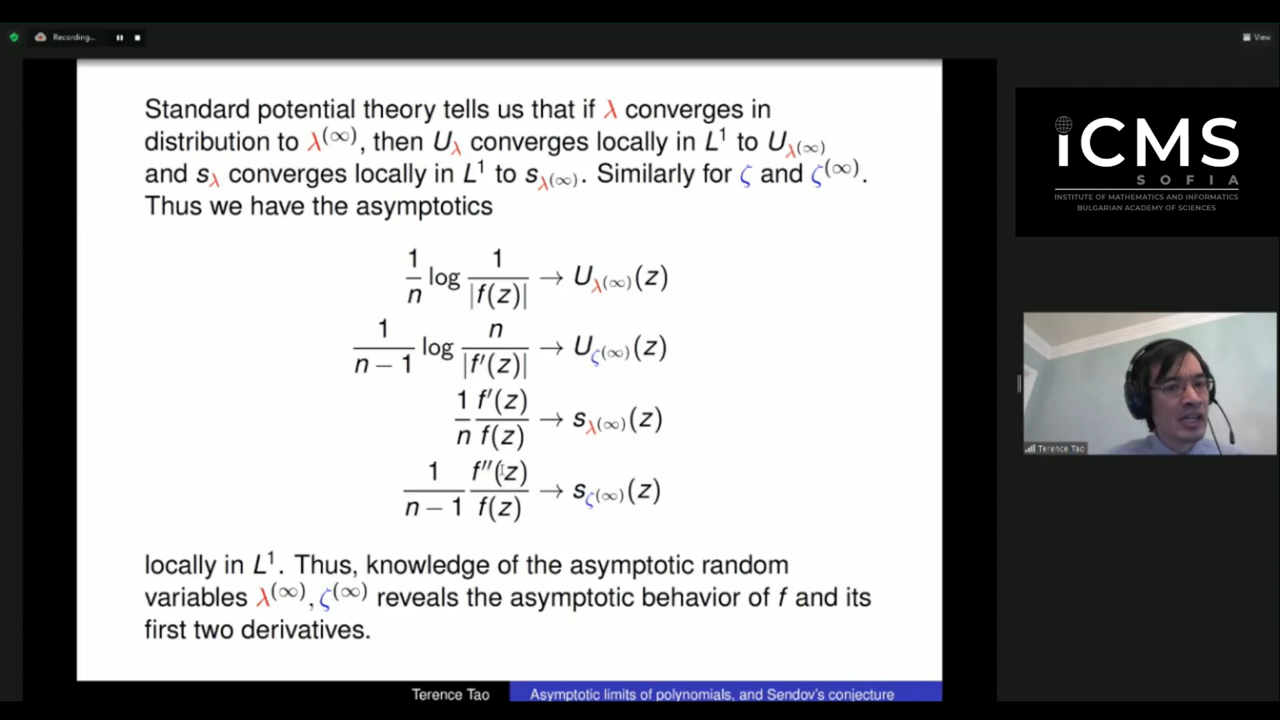 Recording...
View
Standard potential theory tells us that if λ converges in
distribution to λ^(∞), then U_λ converges locally in L^1 to U_λ^(∞)
and s_λ converges locally in L^1 to s_λ^(∞). Similarly for ζ and ζ^(∞).
Thus we have the asymptotics
1/n log 1/|f(z)| → U_λ^(∞)(z)
1/(n − 1) log n/|f′(z)| → U_ζ^(∞)(z)
1/n f′(z)/f(z) → s_λ^(∞)(z)
1/(n − 1) f″(z)/f(z) → s_ζ^(∞)(z)
locally in L^1. Thus, knowledge of the asymptotic random
variables λ^(∞), ζ^(∞) reveals the asymptotic behavior of f and its
first two derivatives.
Terence Tao Asymptotic limits of polynomials, and Sendov's conjecture
iCMS
SOFIA
INSTITUTE OF MATHEMATICS AND INFORMATICS
BULGARIAN ACADEMY OF SCIENCES
Terence Tao